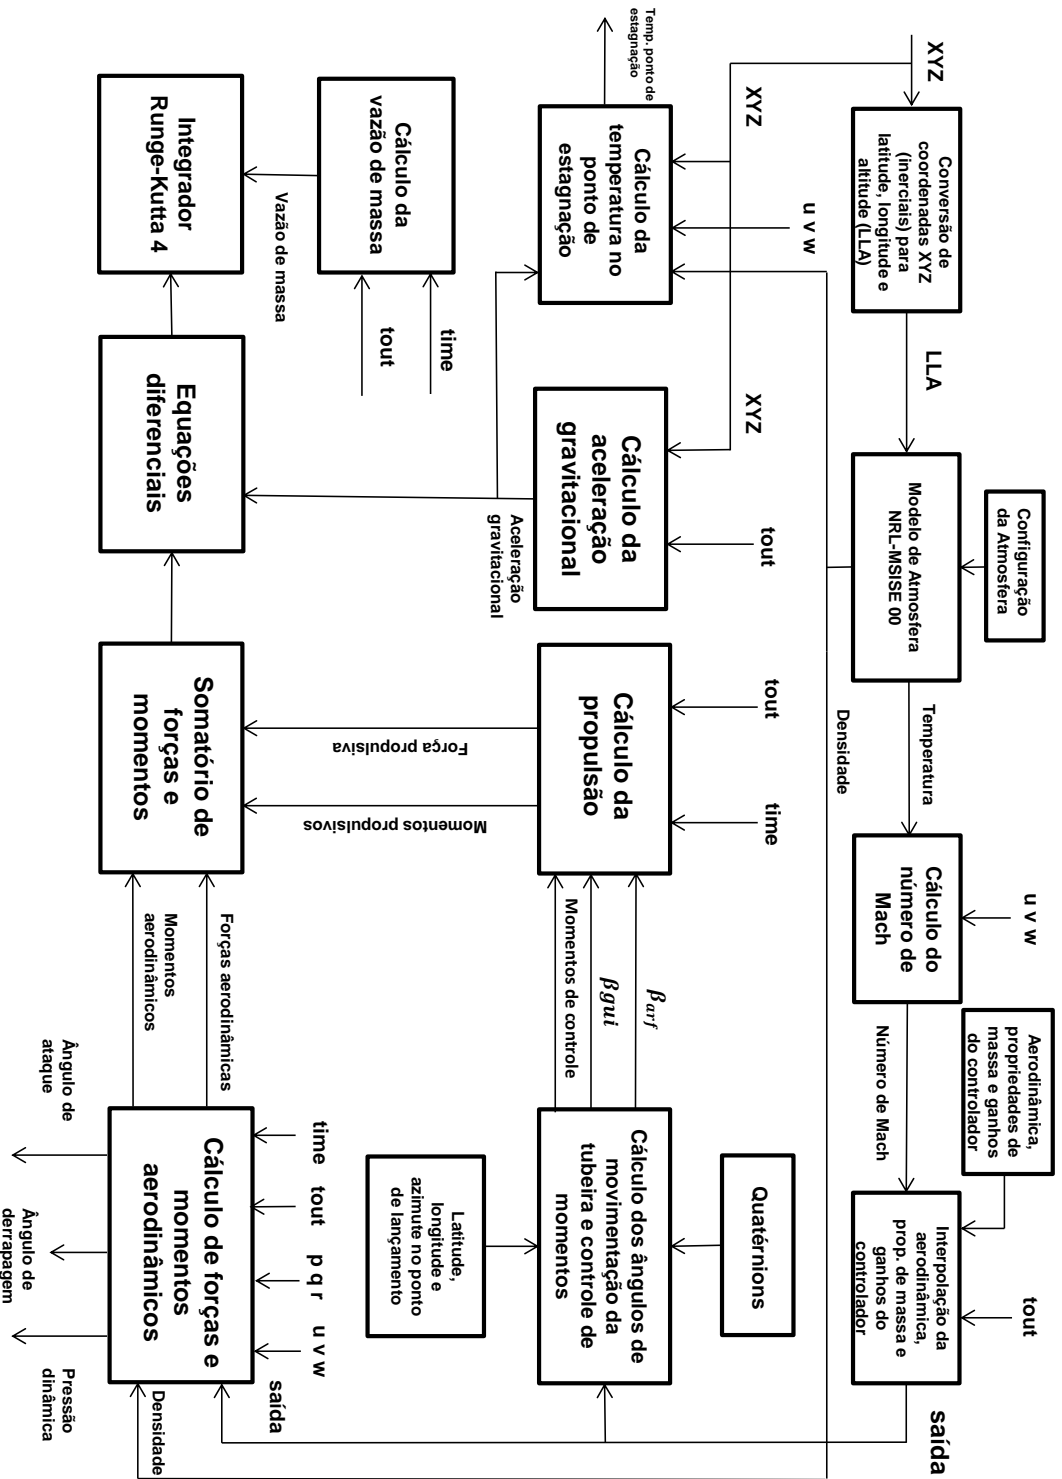 XYZ
Conversão de
coordenadas XYZ
(inerciais) para
latitude, longitude e
altitude (LLA)
LLA
Configuração
da Atmosfera
Modelo de Atmosfera
NRL-MSISE 00
Temperatura
Densidade
u v w
Cálculo do
número de
Mach
Número de Mach
Aerodinâmica,
propriedades de
massa e ganhos
do controlador
Interpolação da
aerodinâmica,
prop. de massa e
ganhos do
controlador
tout
saída
XYZ
u v w
Temp. ponto de
estagnação
Cálculo da
temperatura no
ponto de
estagnação
XYZ
tout
Cálculo da
aceleração
gravitacional
Aceleração
gravitacional
tout
time
Cálculo da
propulsão
Força propulsiva
Momentos propulsivos
βarf
βgui
Momentos de controle
Quatérnions
Cálculo dos ângulos de
movimentação da
tubeira e controle de
momentos
Latitude,
longitude e
azimute no ponto
de lançamento
Cálculo da
vazão de massa
time
tout
Vazão de massa
Integrador
Runge-Kutta 4
Equações
diferenciais
Somatório de
forças e
momentos
Forças aerodinâmicas
Momentos
aerodinâmicos
time
tout
p q r
u v w
saída
Cálculo de forças e
momentos
aerodinâmicos
Densidade
Ângulo de
ataque
Ângulo de
derrapagem
Pressão
dinâmica